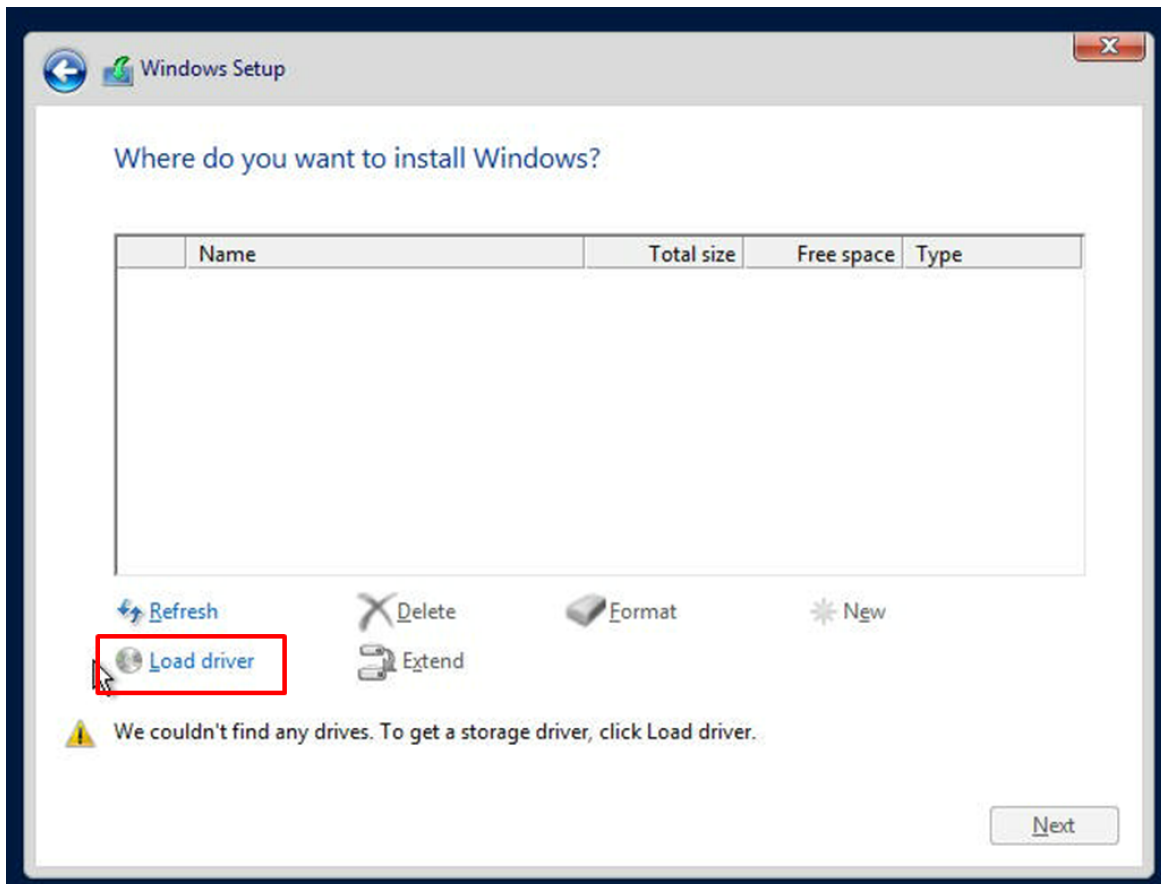 Windows Setup
Where do you want to install Windows?
Name Total size Free space Type
Refresh Delete Format New
Load driver Extend
We couldn't find any drives. To get a storage driver, click Load driver.
Next